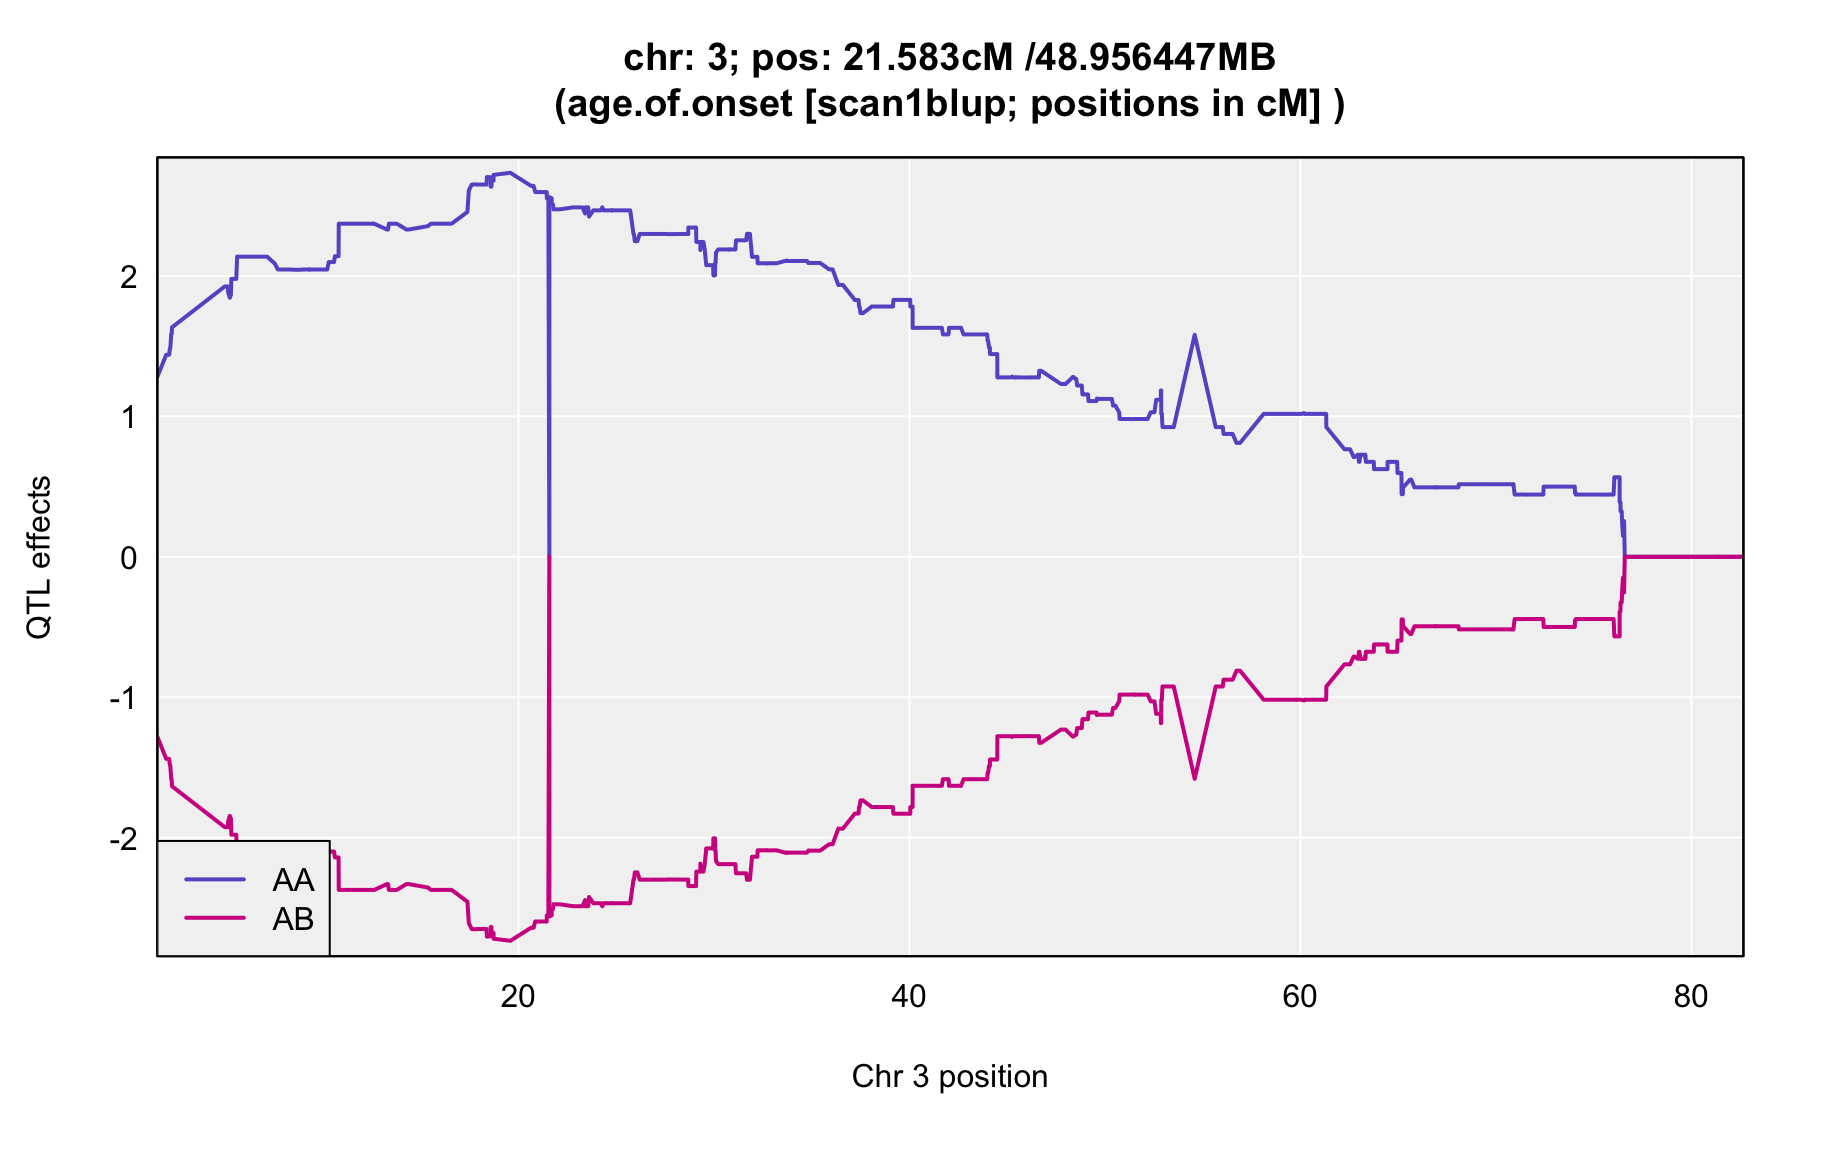 chr: 3; pos: 21.583cM /48.956447MB
(age.of.onset [scan1blup; positions in cM] )
QTL effects
2
1
0
-1
-2
AA
AB
20 40 60 80
Chr 3 position